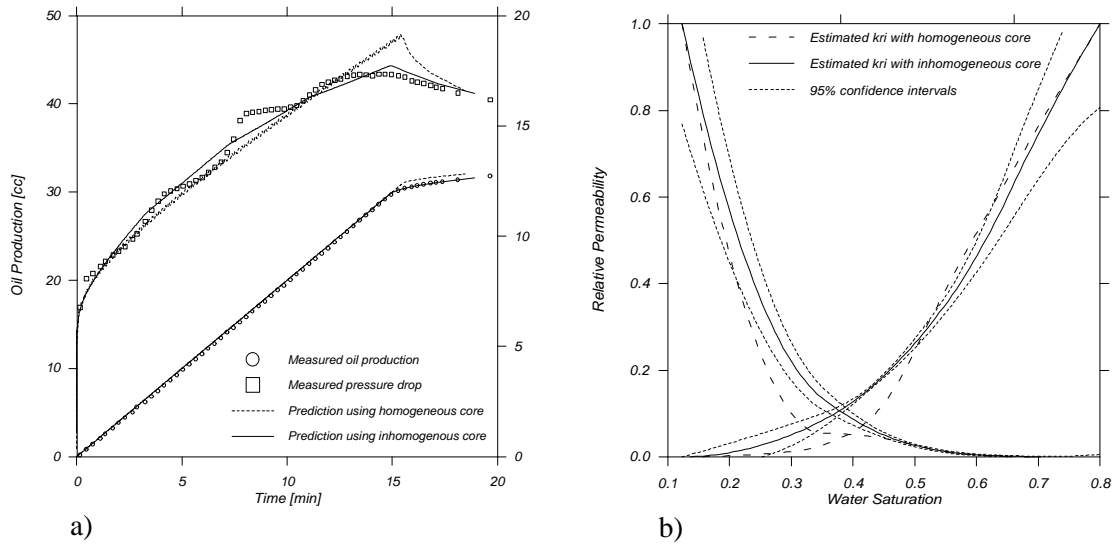 50
40
30
20
10
0
Oil Production [cc]
20
15
10
5
0
Measured oil production
Measured pressure drop
Prediction using homogeneous core
Prediction using inhomogenous core
0
5
10
15
20
Time [min]
a)
1.0
0.8
0.6
0.4
0.2
0.0
Relative Permeability
Estimated kri with homogeneous core
Estimated kri with inhomogeneous core
95% confidence intervals
0.1
0.2
0.3
0.4
0.5
0.6
0.7
0.8
Water Saturation
b)